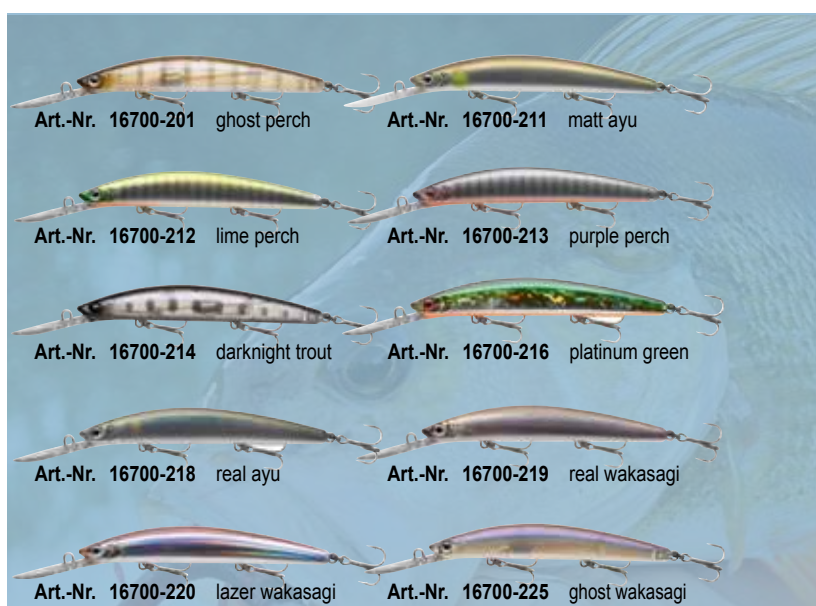 Art.-Nr. 16700-201 ghost perch
Art.-Nr. 16700-211 matt ayu
Art.-Nr. 16700-212 lime perch
Art.-Nr. 16700-213 purple perch
Art.-Nr. 16700-214 darknight trout
Art.-Nr. 16700-216 platinum green
Art.-Nr. 16700-218 real ayu
Art.-Nr. 16700-219 real wakasagi
Art.-Nr. 16700-220 lazer wakasagi
Art.-Nr. 16700-225 ghost wakasagi